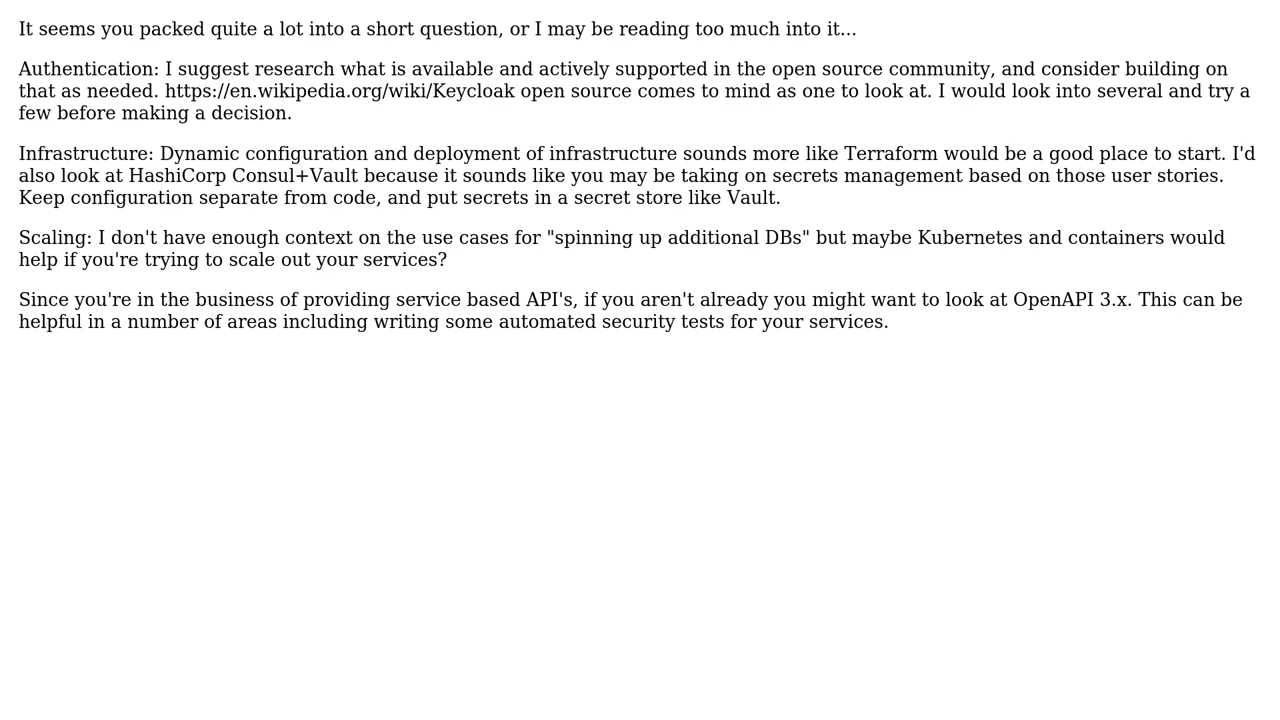 It seems you packed quite a lot into a short question, or I may be reading too much into it...
Authentication: I suggest research what is available and actively supported in the open source community, and consider building on
that as needed. https://en.wikipedia.org/wiki/Keycloak open source comes to mind as one to look at. I would look into several and try a
few before making a decision.
Infrastructure: Dynamic configuration and deployment of infrastructure sounds more like Terraform would be a good place to start. I'd
also look at HashiCorp Consul+Vault because it sounds like you may be taking on secrets management based on those user stories.
Keep configuration separate from code, and put secrets in a secret store like Vault.
Scaling: I don't have enough context on the use cases for "spinning up additional DBs" but maybe Kubernetes and containers would
help if you're trying to scale out your services?
Since you're in the business of providing service based API's, if you aren't already you might want to look at OpenAPI 3.x. This can be
helpful in a number of areas including writing some automated security tests for your services.